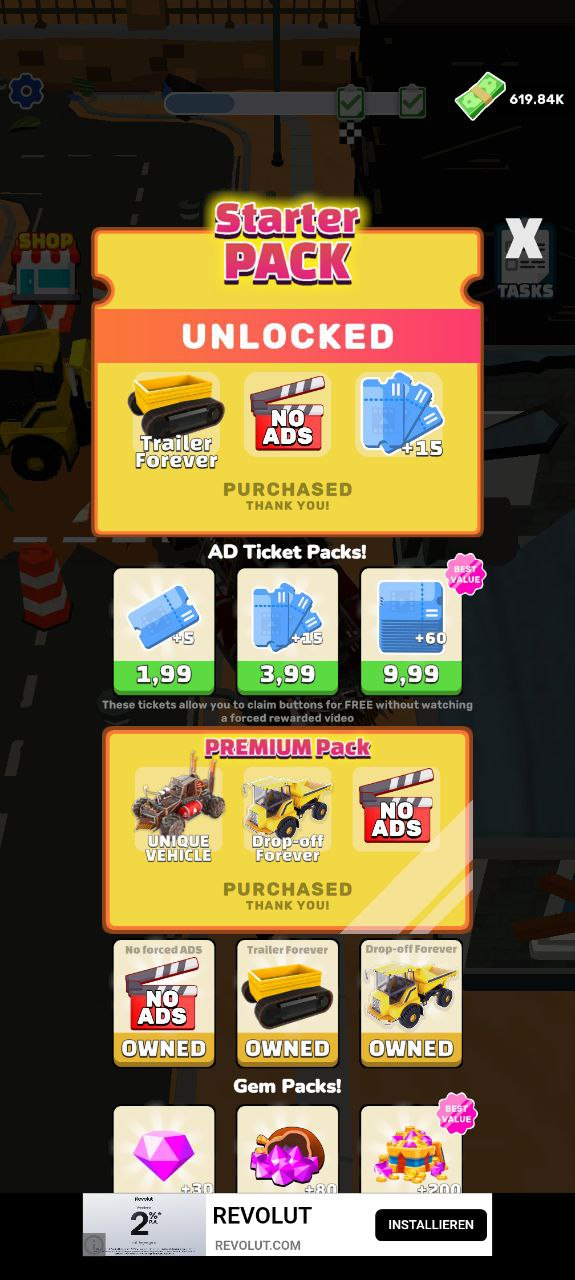 619.84K
Starter
PACK
SHOP
X
TASKS
UNLOCKED
Trailer
Forever
NO
ADS
+15
PURCHASED
THANK YOU!
AD Ticket Packs!
BEST
VALUE
+5
+15
+60
1,99
3,99
9,99
These tickets allow you to claim buttons for FREE without watching
a forced rewarded video
PREMIUM Pack
UNIQUE
VEHICLE
Drop-off
Forever
NO
ADS
PURCHASED
THANK YOU!
No forced ADS
Trailer Forever
Drop-off Forever
NO
ADS
OWNED
OWNED
OWNED
Gem Packs!
BEST
VALUE
+30
+80
+200
Revolut
2%
REVOLUT
REVOLUT.COM
INSTALLIEREN